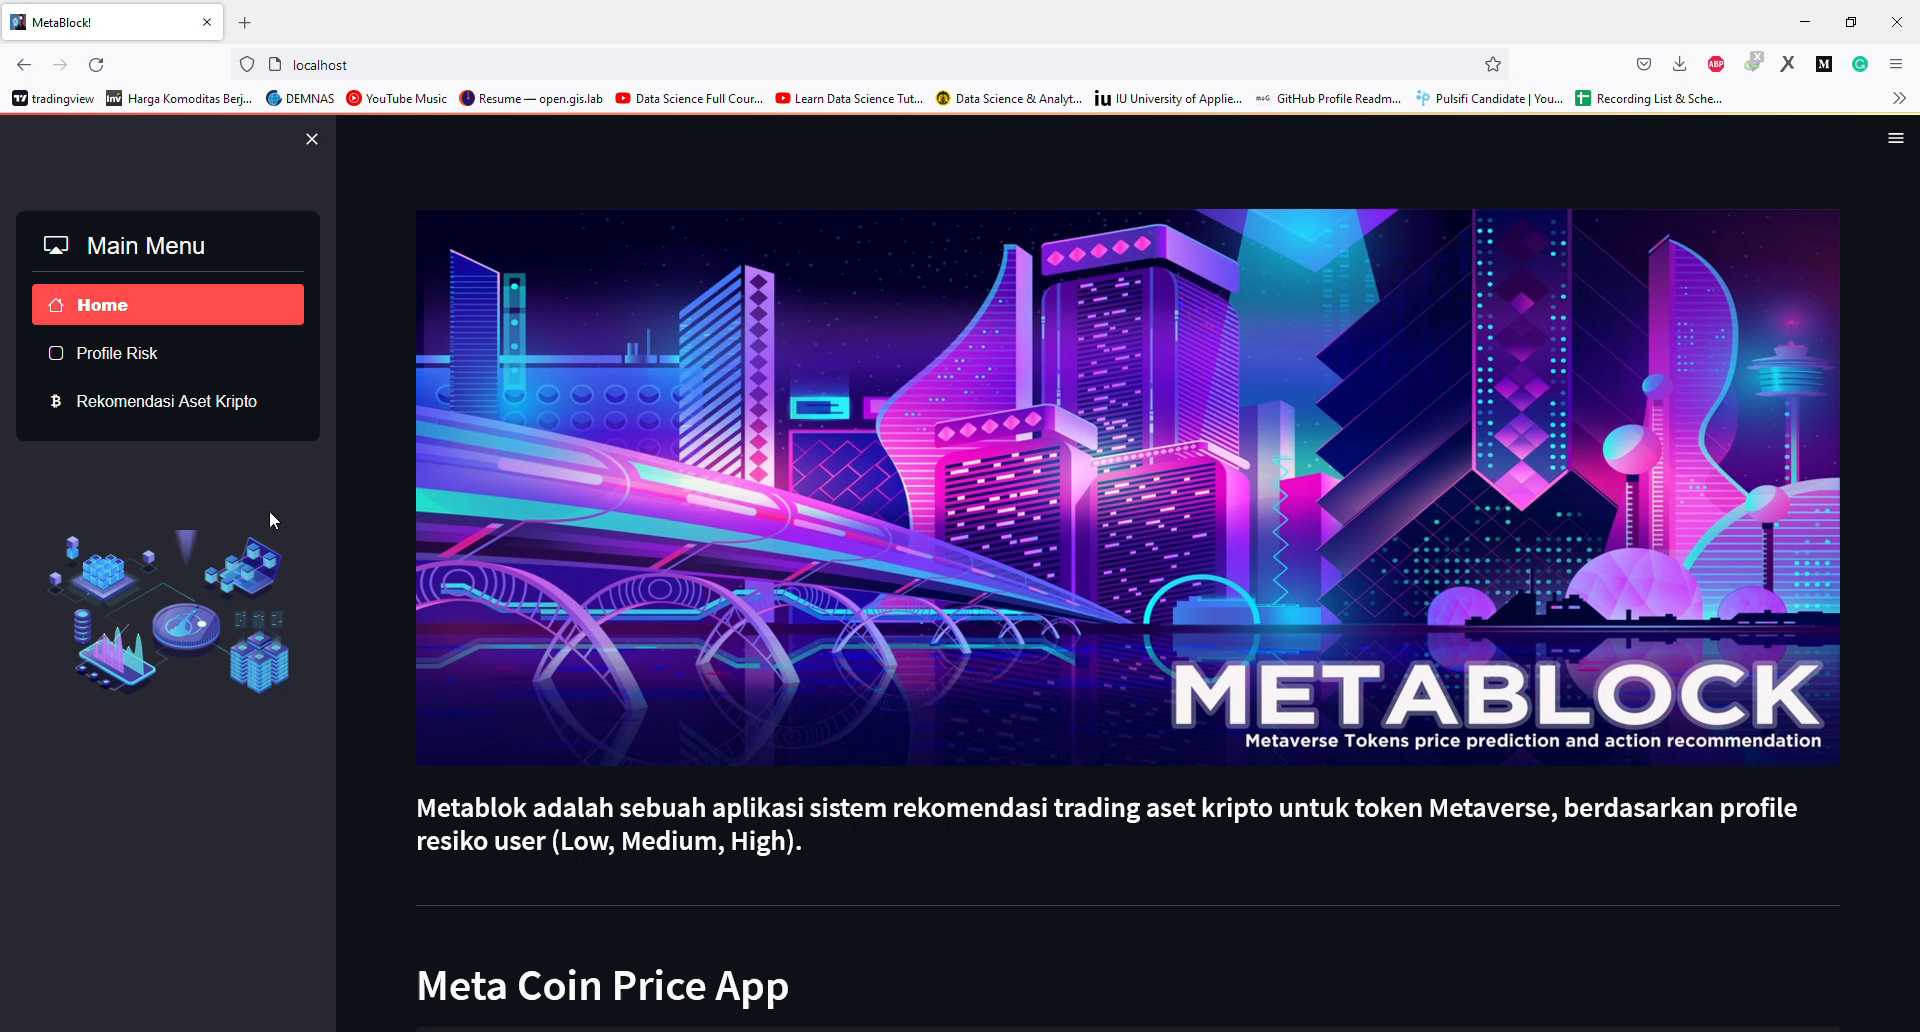 MetaBlock!
localhost
tradingview
Harga Komoditas Berj...
DEMNAS
YouTube Music
Resume — open.gis.lab
Data Science Full Cour...
Learn Data Science Tut...
Data Science & Analyt...
IU University of Applie...
GitHub Profile Readm...
Pulsifi Candidate | You...
Recording List & Sche...
Main Menu
Home
Profile Risk
Rekomendasi Aset Kripto
METABLOCK
Metaverse Tokens price prediction and action recommendation
Metablok adalah sebuah aplikasi sistem rekomendasi trading aset kripto untuk token Metaverse, berdasarkan profile
resiko user (Low, Medium, High).
Meta Coin Price App